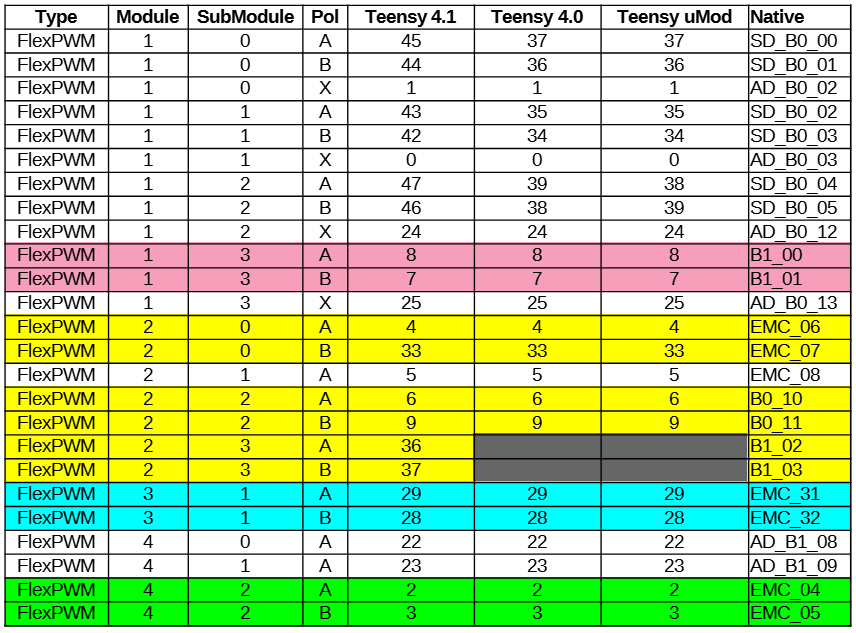 Type Module SubModule Pol Teensy 4.1 Teensy 4.0 Teensy uMod Native
FlexPWM 1 0 A 45 37 37 SD_B0_00
FlexPWM 1 0 B 44 36 36 SD_B0_01
FlexPWM 1 0 X 1 1 1 AD_B0_02
FlexPWM 1 1 A 43 35 35 SD_B0_02
FlexPWM 1 1 B 42 34 34 SD_B0_03
FlexPWM 1 1 X 0 0 0 AD_B0_03
FlexPWM 1 2 A 47 39 38 SD_B0_04
FlexPWM 1 2 B 46 38 39 SD_B0_05
FlexPWM 1 2 X 24 24 24 AD_B0_12
FlexPWM 1 3 A 8 8 8 B1_00
FlexPWM 1 3 B 7 7 7 B1_01
FlexPWM 1 3 X 25 25 25 AD_B0_13
FlexPWM 2 0 A 4 4 4 EMC_06
FlexPWM 2 0 B 33 33 33 EMC_07
FlexPWM 2 1 A 5 5 5 EMC_08
FlexPWM 2 2 A 6 6 6 B0_10
FlexPWM 2 2 B 9 9 9 B0_11
FlexPWM 2 3 A 36 B1_02
FlexPWM 2 3 B 37 B1_03
FlexPWM 3 1 A 29 29 29 EMC_31
FlexPWM 3 1 B 28 28 28 EMC_32
FlexPWM 4 0 A 22 22 22 AD_B1_08
FlexPWM 4 1 A 23 23 23 AD_B1_09
FlexPWM 4 2 A 2 2 2 EMC_04
FlexPWM 4 2 B 3 3 3 EMC_05